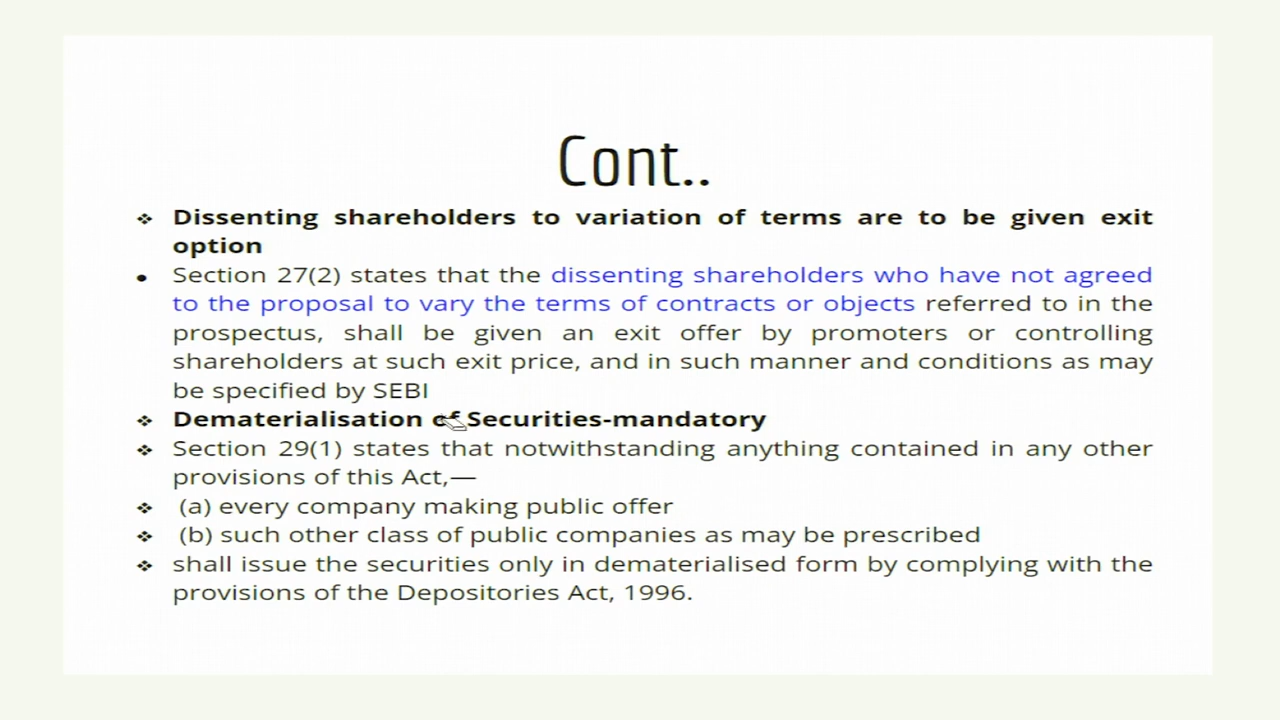 Cont..
❖ Dissenting shareholders to variation of terms are to be given exit
option
• Section 27(2) states that the dissenting shareholders who have not agreed
to the proposal to vary the terms of contracts or objects referred to in the
prospectus, shall be given an exit offer by promoters or controlling
shareholders at such exit price, and in such manner and conditions as may
be specified by SEBI
❖ Dematerialisation of Securities-mandatory
❖ Section 29(1) states that notwithstanding anything contained in any other
provisions of this Act,—
❖ (a) every company making public offer
❖ (b) such other class of public companies as may be prescribed
❖ shall issue the securities only in dematerialised form by complying with the
provisions of the Depositories Act, 1996.